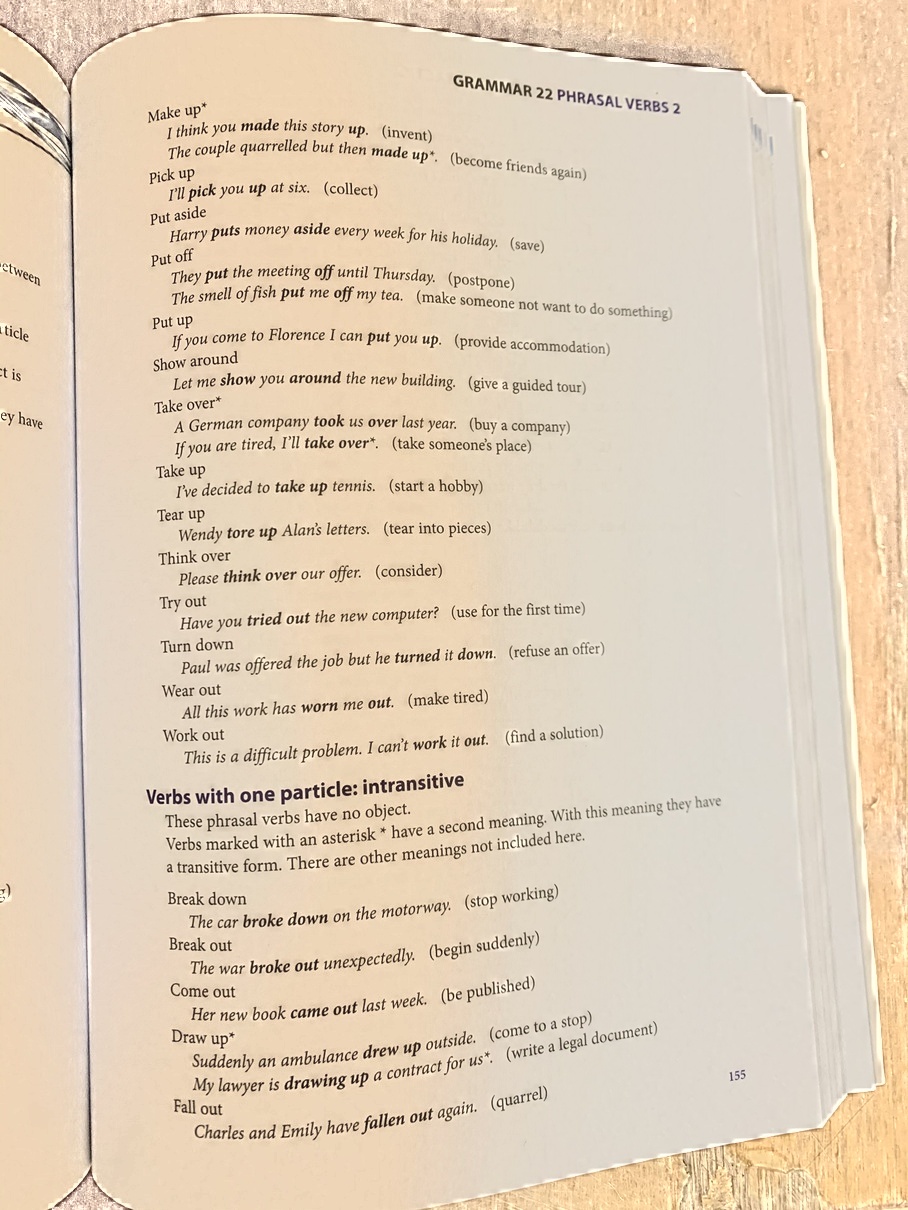 etween
ticle
ct is
ey have
g)
GRAMMAR 22 PHRASAL VERBS 2
Make up*
I think you made this story up. (invent)
The couple quarrelled but then made up*. (become friends again)
Pick up
I'll pick you up at six. (collect)
Put aside
Harry puts money aside every week for his holiday. (save)
Put off
They put the meeting off until Thursday. (postpone)
The smell of fish put me off my tea. (make someone not want to do something)
Put up
If you come to Florence I can put you up. (provide accommodation)
Show around
Let me show you around the new building. (give a guided tour)
Take over*
A German company took us over last year. (buy a company)
If you are tired, I'll take over*. (take someone's place)
Take up
I've decided to take up tennis. (start a hobby)
Tear up
Wendy tore up Alan's letters. (tear into pieces)
Think over
Please think over our offer. (consider)
Try out
Have you tried out the new computer? (use for the first time)
Turn down
Paul was offered the job but he turned it down. (refuse an offer)
Wear out
All this work has worn me out. (make tired)
Work out
This is a difficult problem. I can't work it out. (find a solution)
Verbs with one particle: intransitive
These phrasal verbs have no object.
Verbs marked with an asterisk * have a second meaning. With this meaning they have
a transitive form. There are other meanings not included here.
Break down
The car broke down on the motorway. (stop working)
Break out
The war broke out unexpectedly. (begin suddenly)
Come out
Her new book came out last week. (be published)
Draw up*
Suddenly an ambulance drew up outside. (come to a stop)
My lawyer is drawing up a contract for us*. (write a legal document)
Fall out
Charles and Emily have fallen out again. (quarrel)
155